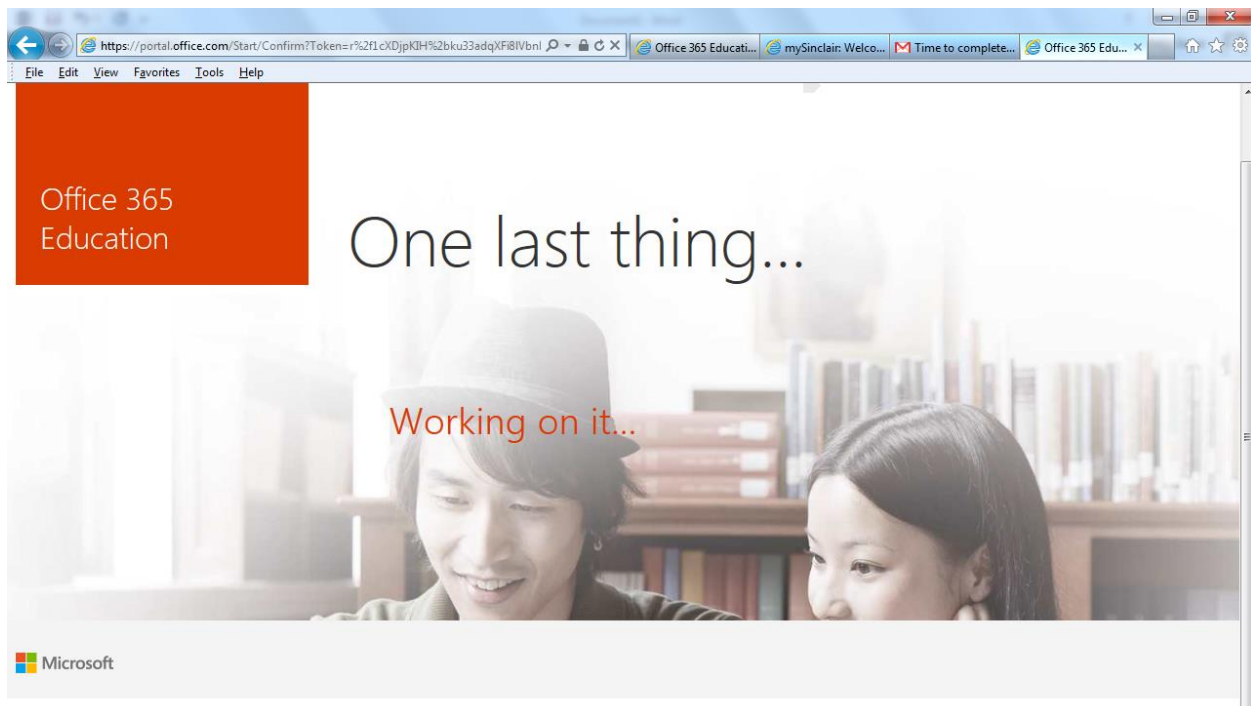 https://portal.office.com/Start/Confirm?Token=r%2f1cXDjpKIH%2bku33adqXFi8IVbnl
Office 365 Educati...
mySinclair: Welco...
Time to complete...
Office 365 Edu...
File Edit View Favorites Tools Help
Office 365
Education
One last thing...
Working on it...
Microsoft